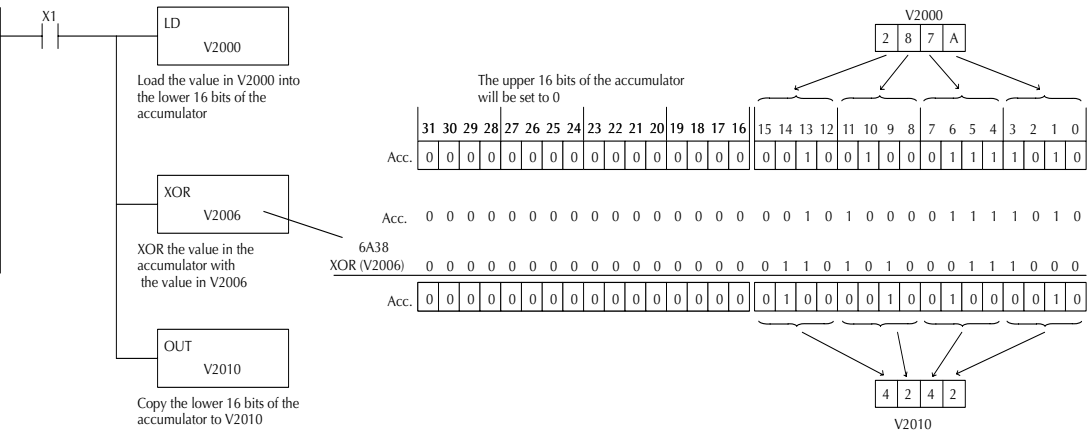 X1
LD
V2000
Load the value in V2000 into
the lower 16 bits of the
accumulator
XOR
V2006
XOR the value in the
accumulator with
the value in V2006
OUT
V2010
Copy the lower 16 bits of the
accumulator to V2010
The upper 16 bits of the accumulator
will be set to 0
V2000
2 8 7 A
31 30 29 28 27 26 25 24 23 22 21 20 19 18 17 16 15 14 13 12 11 10 9 8 7 6 5 4 3 2 1 0
Acc. 0 0 0 0 0 0 0 0 0 0 0 0 0 0 0 0 0 0 1 0 0 1 0 0 0 1 1 1 1 0 1 0
Acc. 0 0 0 0 0 0 0 0 0 0 0 0 0 0 0 0 0 0 1 0 1 0 0 0 0 1 1 1 1 0 1 0
6A38
XOR (V2006) 0 0 0 0 0 0 0 0 0 0 0 0 0 0 0 0 0 1 1 0 1 0 1 0 0 0 1 1 1 0 0 0
Acc. 0 0 0 0 0 0 0 0 0 0 0 0 0 0 0 0 0 1 0 0 0 0 1 0 0 1 0 0 0 0 1 0
4 2 4 2
V2010